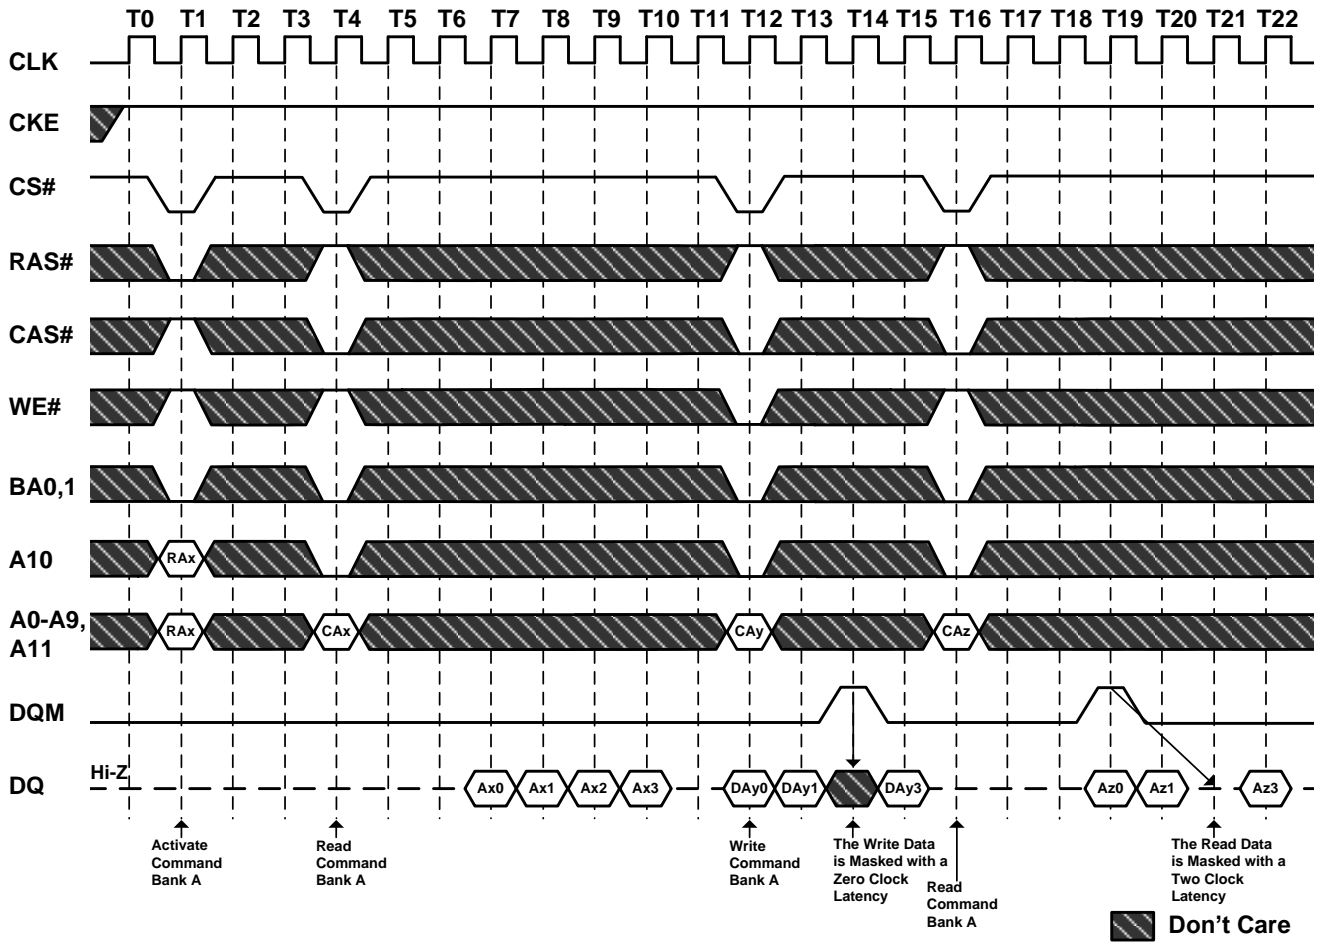 T0 T1 T2 T3 T4 T5 T6 T7 T8 T9 T10 T11 T12 T13 T14 T15 T16 T17 T18 T19 T20 T21 T22
CLK
CKE
CS#
RAS#
CAS#
WE#
BA0,1
A10
RAx
A0-A9,
A11
RAx CAx CAy CAz
DQM
DQ
Hi-Z
Ax0 Ax1 Ax2 Ax3 DAy0 DAy1 DAy3 Az0 Az1 Az3
Activate
Command
Bank A
Read
Command
Bank A
Write
Command
Bank A
The Write Data
is Masked with a
Zero Clock
Latency
Read
Command
Bank A
The Read Data
is Masked with a
Two Clock
Latency
Don't Care